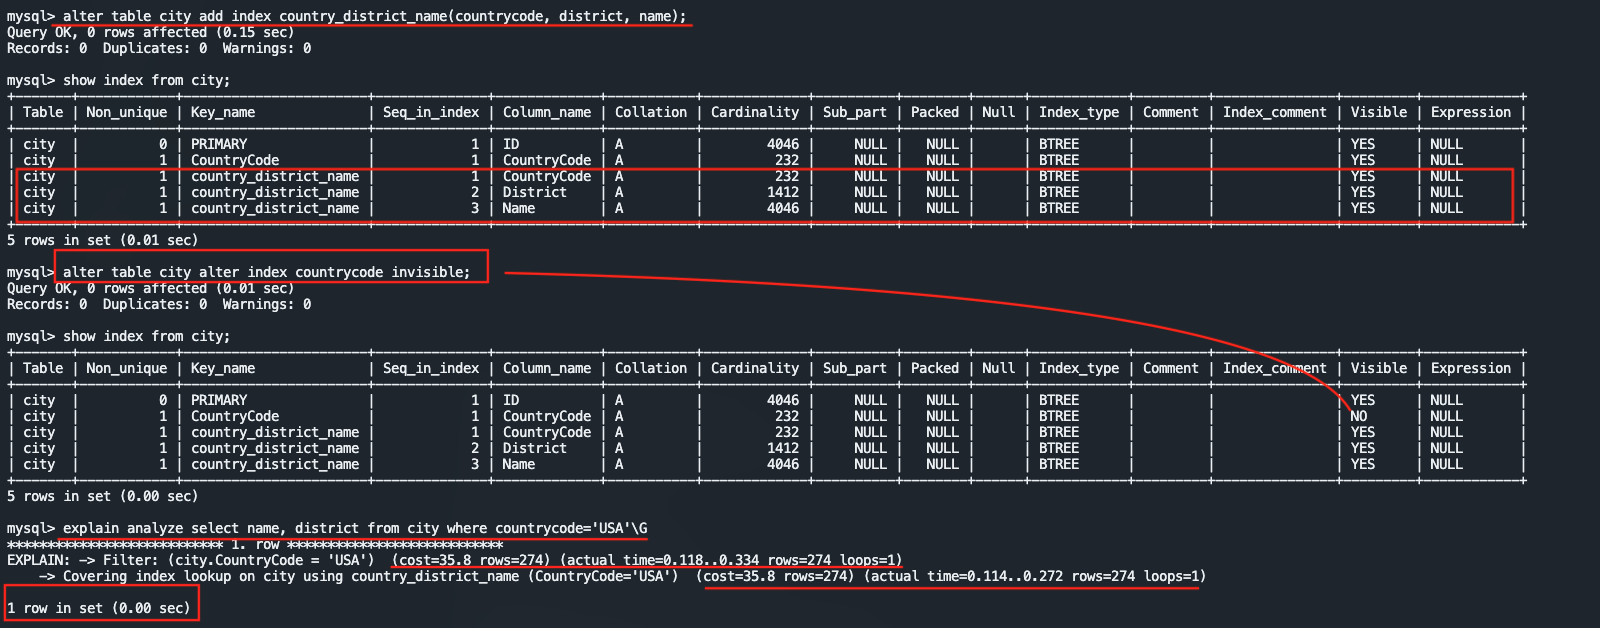 mysql> alter table city add index country_district_name(countrycode, district, name);
Query OK, 0 rows affected (0.15 sec)
Records: 0  Duplicates: 0  Warnings: 0
mysql> show index from city;
| Table | Non_unique | Key_name | Seq_in_index | Column_name | Collation | Cardinality | Sub_part | Packed | Null | Index_type | Comment | Index_comment | Visible | Expression |
| city | 0 | PRIMARY | 1 | ID | A | 4046 | NULL | NULL | | BTREE | | | YES | NULL |
| city | 1 | CountryCode | 1 | CountryCode | A | 232 | NULL | NULL | | BTREE | | | YES | NULL |
| city | 1 | country_district_name | 1 | CountryCode | A | 232 | NULL | NULL | | BTREE | | | YES | NULL |
| city | 1 | country_district_name | 2 | District | A | 1412 | NULL | NULL | | BTREE | | | YES | NULL |
| city | 1 | country_district_name | 3 | Name | A | 4046 | NULL | NULL | | BTREE | | | YES | NULL |
5 rows in set (0.01 sec)
mysql> alter table city alter index countrycode invisible;
Query OK, 0 rows affected (0.01 sec)
Records: 0  Duplicates: 0  Warnings: 0
mysql> show index from city;
| Table | Non_unique | Key_name | Seq_in_index | Column_name | Collation | Cardinality | Sub_part | Packed | Null | Index_type | Comment | Index_comment | Visible | Expression |
| city | 0 | PRIMARY | 1 | ID | A | 4046 | NULL | NULL | | BTREE | | | YES | NULL |
| city | 1 | CountryCode | 1 | CountryCode | A | 232 | NULL | NULL | | BTREE | | | NO | NULL |
| city | 1 | country_district_name | 1 | CountryCode | A | 232 | NULL | NULL | | BTREE | | | YES | NULL |
| city | 1 | country_district_name | 2 | District | A | 1412 | NULL | NULL | | BTREE | | | YES | NULL |
| city | 1 | country_district_name | 3 | Name | A | 4046 | NULL | NULL | | BTREE | | | YES | NULL |
5 rows in set (0.00 sec)
mysql> explain analyze select name, district from city where countrycode='USA'\G
*************************** 1. row ***************************
EXPLAIN: -> Filter: (city.CountryCode = 'USA')  (cost=35.8 rows=274) (actual time=0.118..0.334 rows=274 loops=1)
    -> Covering index lookup on city using country_district_name (CountryCode='USA')  (cost=35.8 rows=274) (actual time=0.114..0.272 rows=274 loops=1)
1 row in set (0.00 sec)